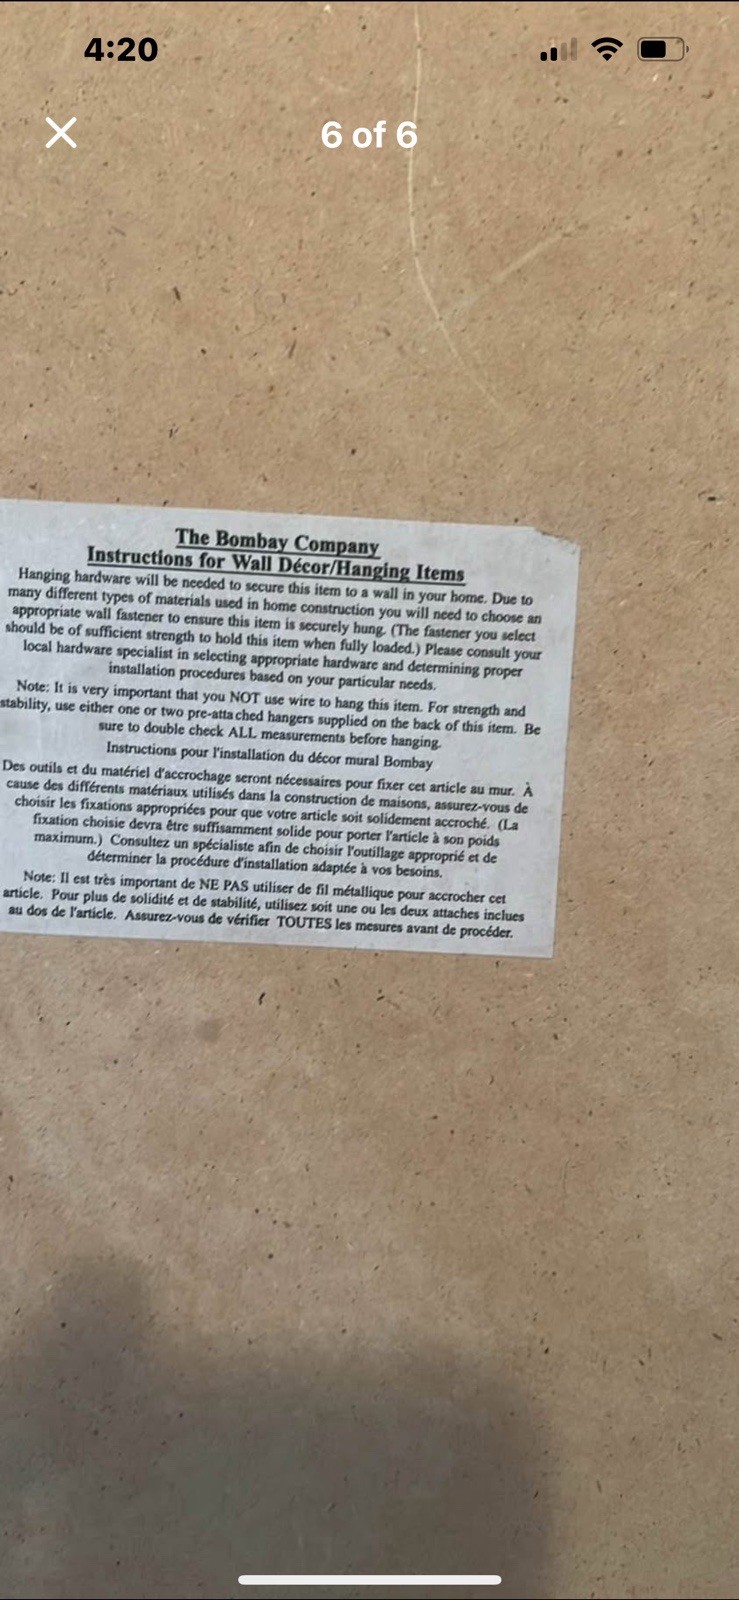 4:20
6 of 6
The Bombay Company
Instructions for Wall Décor/Hanging Items
Hanging hardware will be needed to secure this item to a wall in your home. Due to
many different types of materials used in home construction you will need to choose an
appropriate wall fastener to ensure this item is securely hung. (The fastener you select
should be of sufficient strength to hold this item when fully loaded.) Please consult your
local hardware specialist in selecting appropriate hardware and determining proper
installation procedures based on your particular needs.
Note: It is very important that you NOT use wire to hang this item. For strength and
stability, use either one or two pre-atta ched hangers supplied on the back of this item. Be
sure to double check ALL measurements before hanging.
Instructions pour l'installation du décor mural Bombay
Des outils et du matériel d'accrochage seront nécessaires pour fixer cet article au mur. À
cause des différents matériaux utilisés dans la construction de maisons, assurez-vous de
choisir les fixations appropriées pour que votre article soit solidement accroché. (La
fixation choisie devra être suffisamment solide pour porter l'article à son poids
maximum.) Consultez un spécialiste afin de choisir l'outillage approprié et de
déterminer la procédure d'installation adaptée à vos besoins.
Note: Il est très important de NE PAS utiliser de fil métallique pour accrocher cet
article. Pour plus de solidité et de stabilité, utilisez soit une ou les deux attaches inclues
au dos de l'article. Assurez-vous de vérifier TOUTES les mesures avant de procéder.